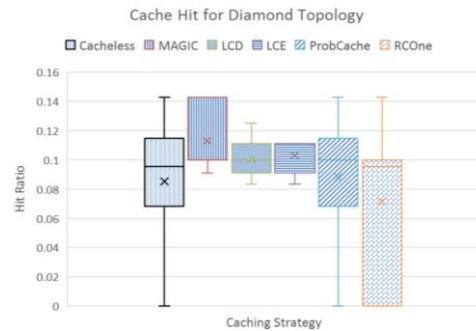 Cache Hit for Diamond Topology
Cacheless MAGIC LCD LCE ProbCache RCOne
0.16
0.14
0.12
0.1
0.08
0.06
0.04
0.02
0
Hit Ratio
Caching Strategy